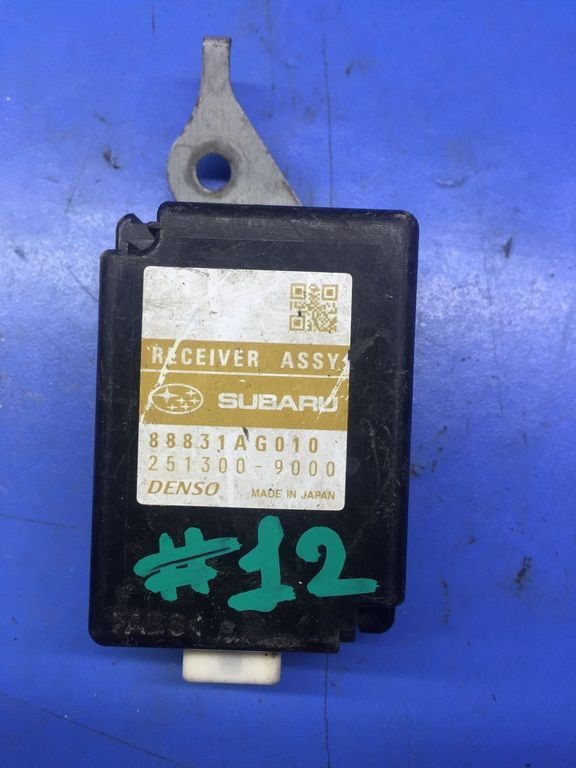 RECEIVER ASSY
SUBARU
88831AG010
251300-9000
DENSO MADE IN JAPAN
#12